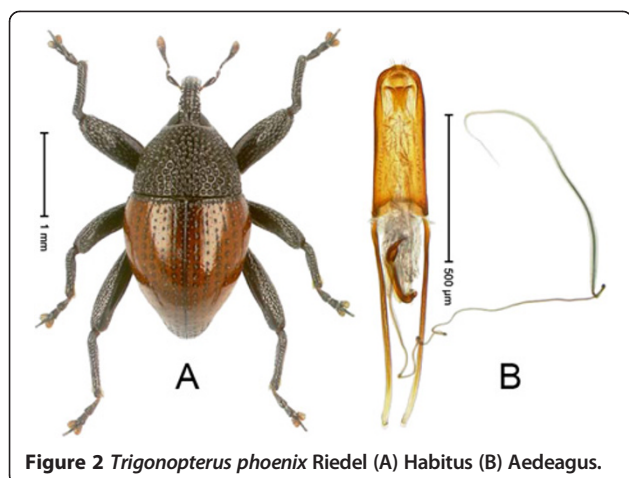 1 mm
A
500 µm
B
Figure 2 Trigonopterus phoenix Riedel (A) Habitus (B) Aedeagus.